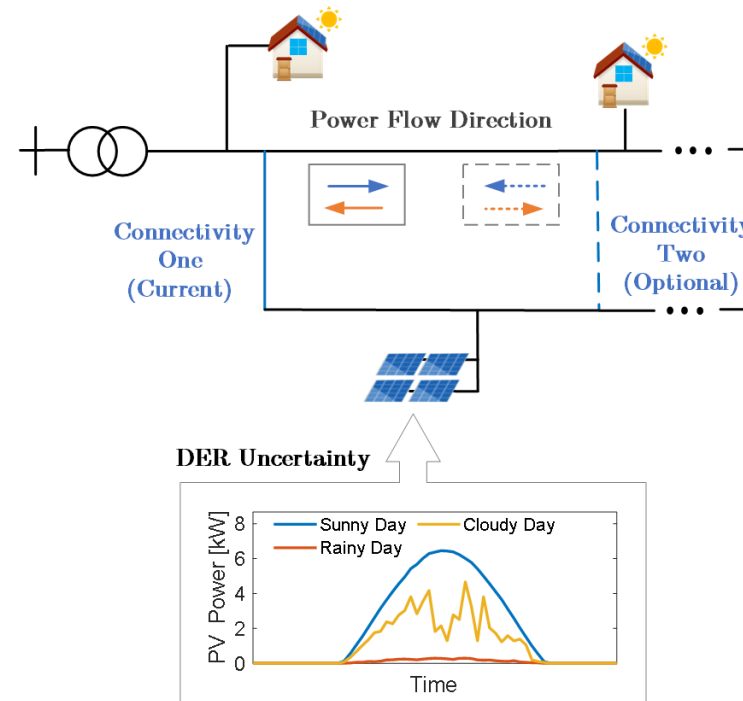 Power Flow Direction
Connectivity
One
(Current)
Connectivity
Two
(Optional)
DER Uncertainty
PV Power [kW]
8
6
4
2
0
Sunny Day
Cloudy Day
Rainy Day
Time